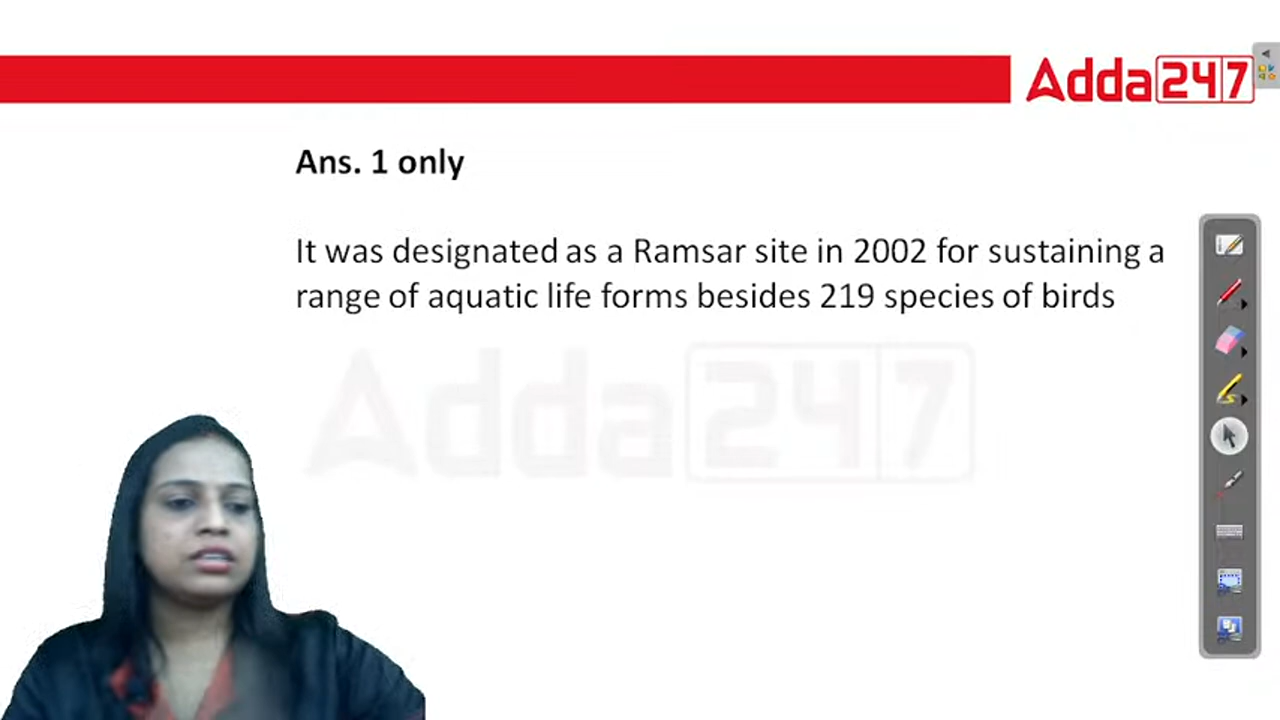 Adda247
Ans. 1 only
It was designated as a Ramsar site in 2002 for sustaining a
range of aquatic life forms besides 219 species of birds
Adda247